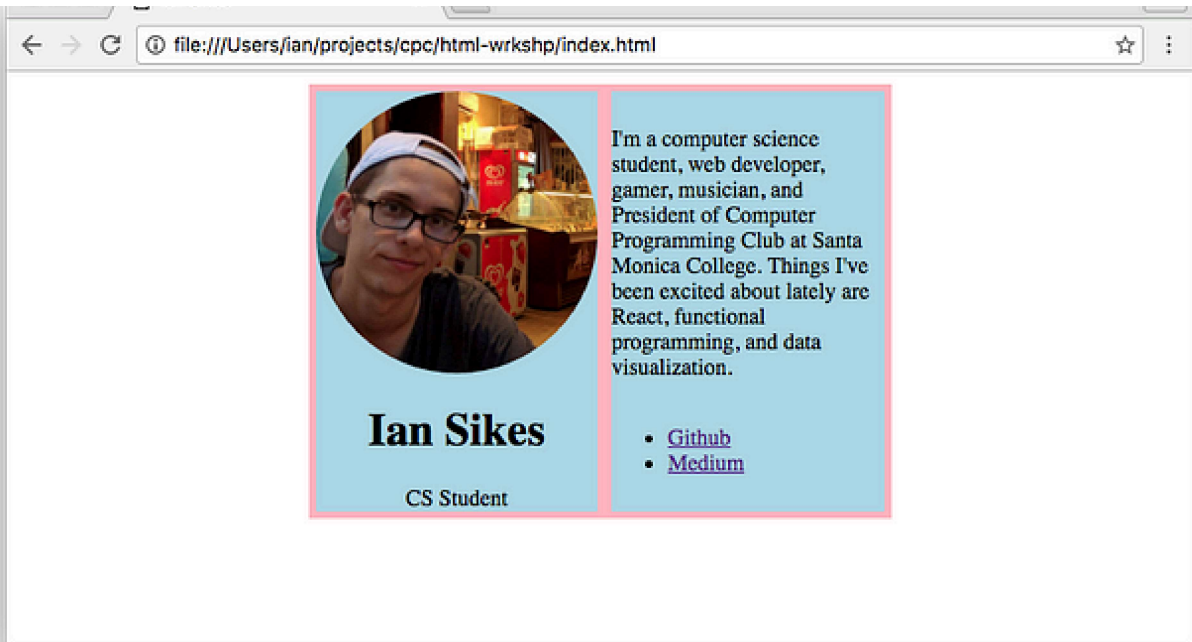 file:///Users/ian/projects/cpc/html-wrkshp/index.html
I'm a computer science
student, web developer,
gamer, musician, and
President of Computer
Programming Club at Santa
Monica College. Things I've
been excited about lately are
React, functional
programming, and data
visualization.
Ian Sikes
Github
Medium
CS Student